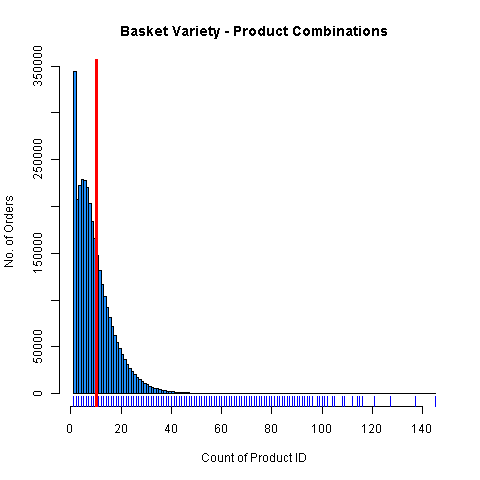 Basket Variety - Product Combinations
No. of Orders
350000
250000
150000
50000
0
0 20 40 60 80 100 120 140
Count of Product ID